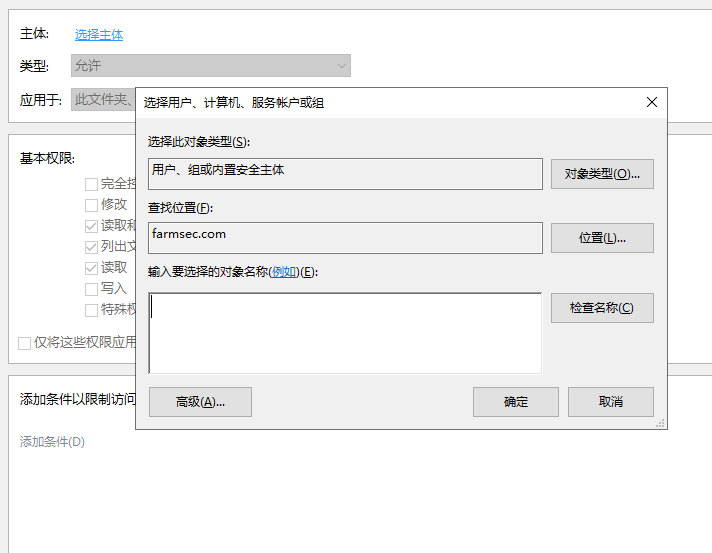 主体: 选择主体
类型: 允许
应用于: 此文件夹、
选择用户、计算机、服务帐户或组
选择此对象类型(S):
用户、组或内置安全主体
对象类型(O)...
查找位置(F):
farmsec.com
位置(L)...
输入要选择的对象名称(例如)(E):
检查名称(C)
高级(A)...
确定
取消
基本权限:
完全控
修改
读取和
列出文
读取
写入
特殊权
仅将这些权限应用
添加条件以限制访问
添加条件(D)